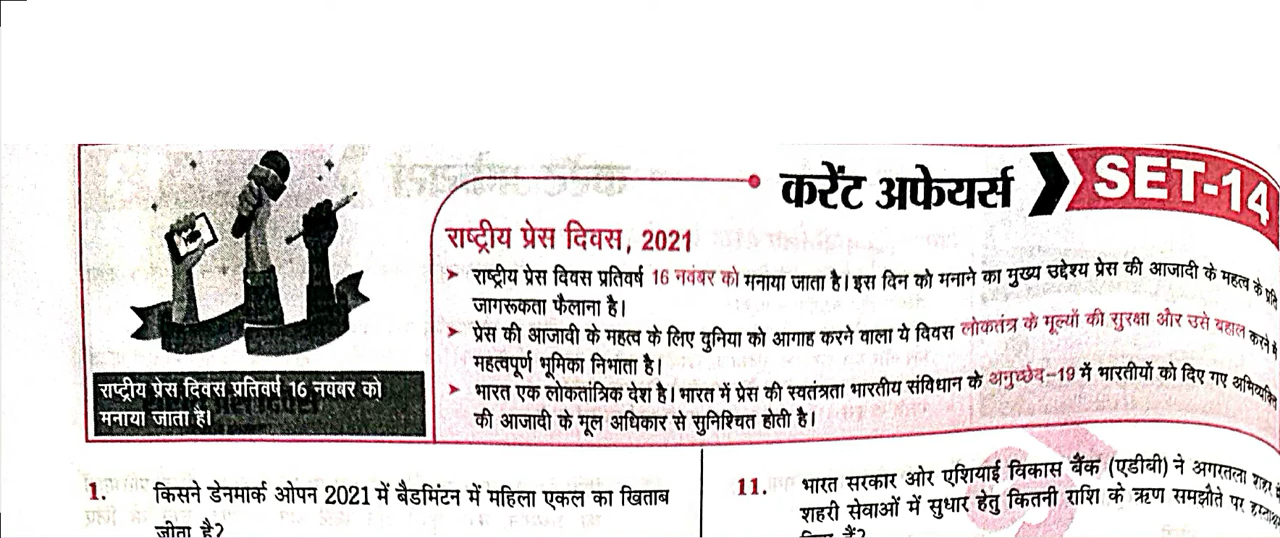 करेंट अफेयर्स SET-14
राष्ट्रीय प्रेस दिवस, 2021
➤ राष्ट्रीय प्रेस दिवस प्रतिवर्ष 16 नवंबर को मनाया जाता है। इस दिन को मनाने का मुख्य उद्देश्य प्रेस की आजादी के महत्व के प्रति
जागरूकता फैलाना है।
➤ प्रेस की आजादी के महत्व के लिए दुनिया को आगाह करने वाला ये दिवस लोकतंत्र के मूल्यों की सुरक्षा और उसे बहाल करने में
महत्वपूर्ण भूमिका निभाता है।
➤ भारत एक लोकतांत्रिक देश है। भारत में प्रेस की स्वतंत्रता भारतीय संविधान के अनुच्छेद-19 में भारतीयों को दिए गए अभिव्यक्ति
की आजादी के मूल अधिकार से सुनिश्चित होती है।
राष्ट्रीय प्रेस दिवस प्रतिवर्ष 16 नवंबर को
मनाया जाता है।
1. किसने डेनमार्क ओपन 2021 में बैडमिंटन में महिला एकल का खिताब
जीता है?
11. भारत सरकार ओर एशियाई विकास बैंक (एडीबी) ने अगरतला शहर में
शहरी सेवाओं में सुधार हेतु कितनी राशि के ऋण समझौते पर